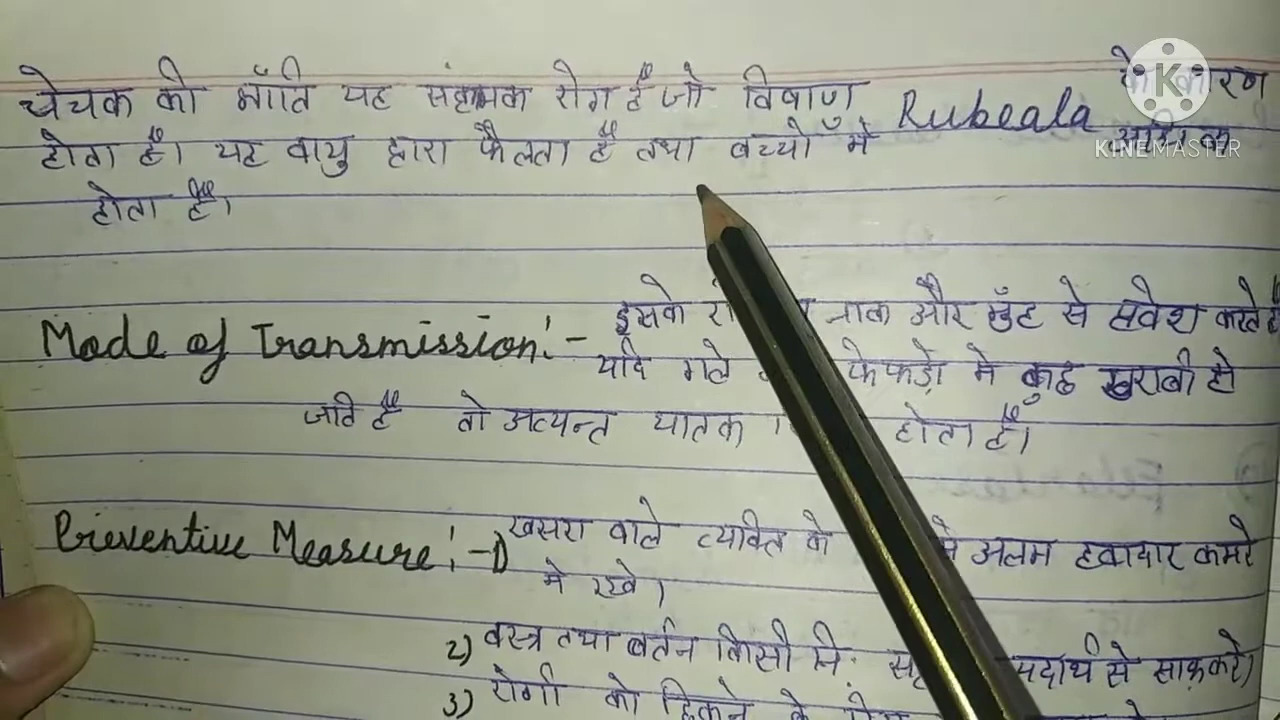 चेचक की भाँति यह संक्रामक रोग है जो विषाणु Rubeala के कारण
होता है। यह वायु द्वारा फैलता है तथा बच्चों में अधिक
होता है।
Mode of Transmission:- इसके नाक और मुँह से प्रवेश करते है
यदि गले फेफड़ो में कुछ खराबी हो
जाते है तो अत्यन्त घातक होता है।
Preventive Measure:- 1) खसरा वाले व्यक्ति को अलग हवादार कमरे
मे रखे।
2) वस्त्र तथा बर्तन किसी पदार्थ से साफ़ करे।
3) रोगी को
KINEMASTER